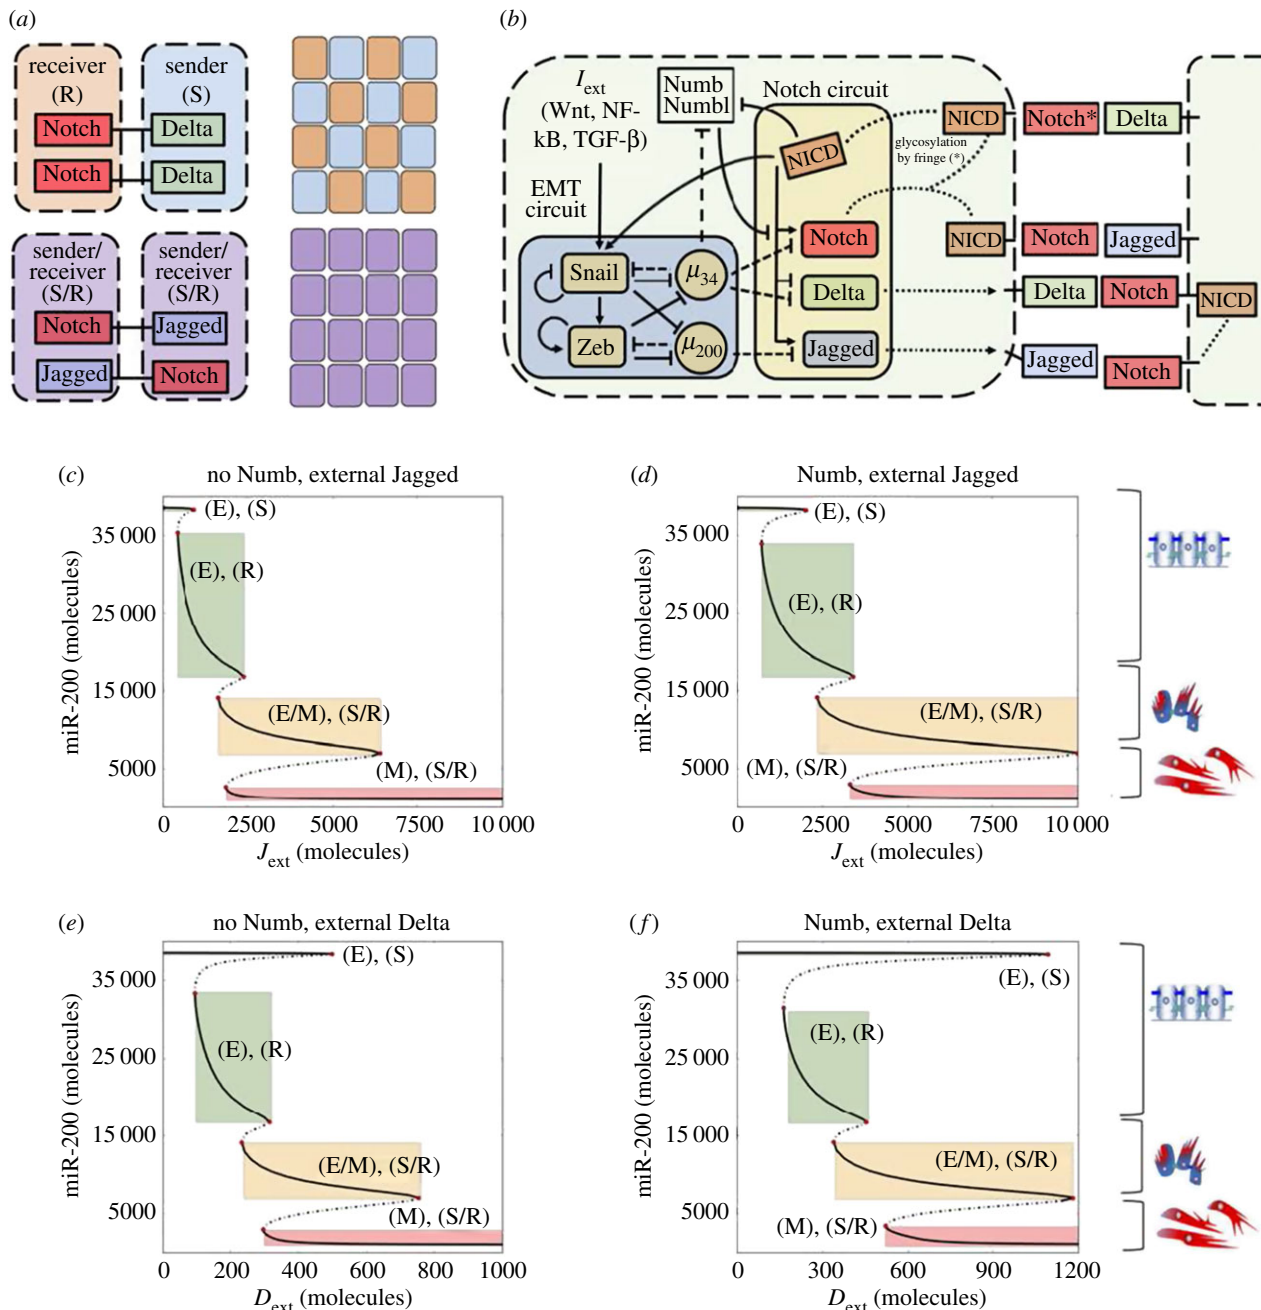 (a)
receiver
(R)
sender
(S)
Notch
Delta
Notch
Delta
sender/
receiver
(S/R)
sender/
receiver
(S/R)
Notch
Jagged
Jagged
Notch
(b)
I_ext
(Wnt, NF-
kB, TGF-β)
EMT
circuit
Numb
Numbl
Notch circuit
NICD
Notch
Delta
Jagged
Snail
Zeb
μ34
μ200
glycosylation
by fringe (*)
NICD
Notch*
Delta
NICD
Notch
Jagged
Delta
Notch
NICD
Jagged
Notch
(c)
no Numb, external Jagged
miR-200 (molecules)
35 000
25 000
15 000
5000
(E), (S)
(E), (R)
(E/M), (S/R)
(M), (S/R)
0
2500
5000
7500
10 000
J_ext (molecules)
(d)
Numb, external Jagged
miR-200 (molecules)
35 000
25 000
15 000
5000
(E), (S)
(E), (R)
(E/M), (S/R)
(M), (S/R)
0
2500
5000
7500
10 000
J_ext (molecules)
(e)
no Numb, external Delta
miR-200 (molecules)
35 000
25 000
15 000
5000
(E), (S)
(E), (R)
(E/M), (S/R)
(M), (S/R)
0
200
400
600
800
1000
D_ext (molecules)
(f)
Numb, external Delta
miR-200 (molecules)
35 000
25 000
15 000
5000
(E), (S)
(E), (R)
(E/M), (S/R)
(M), (S/R)
0
300
600
900
1200
D_ext (molecules)